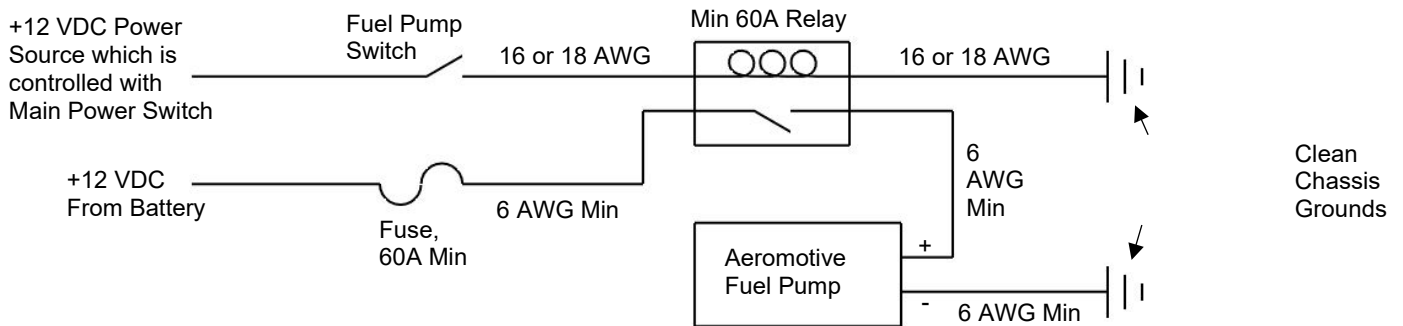 +12 VDC Power
Source which is
controlled with
Main Power Switch
Fuel Pump
Switch
16 or 18 AWG
Min 60A Relay
16 or 18 AWG
+12 VDC
From Battery
Fuse,
60A Min
6 AWG Min
6
AWG
Min
Clean
Chassis
Grounds
Aeromotive
Fuel Pump
+
-
6 AWG Min